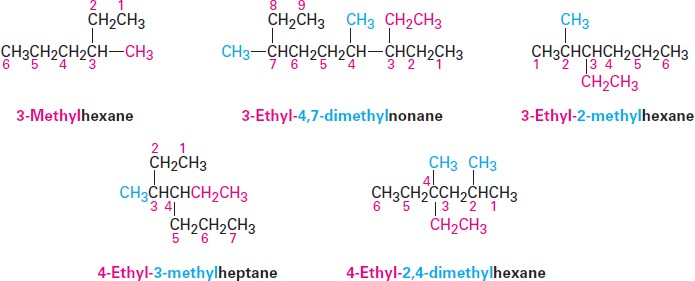 2 1
CH2CH3
CH3CH2CH2CH—CH3
6 5 4 3
3-Methylhexane
8 9
CH2CH3 CH3 CH2CH3
CH3—CHCH2CH2CH—CHCH2CH3
7 6 5 4 3 2 1
3-Ethyl-4,7-dimethylnonane
CH3
CH3CHCHCH2CH2CH3
1 2 3 4 5 6
CH2CH3
3-Ethyl-2-methylhexane
2 1
CH2CH3
CH3CHCHCH2CH3
3 4
CH2CH2CH3
5 6 7
4-Ethyl-3-methylheptane
CH3 CH3
4
CH3CH2CCH2CHCH3
6 5 3 2 1
CH2CH3
4-Ethyl-2,4-dimethylhexane